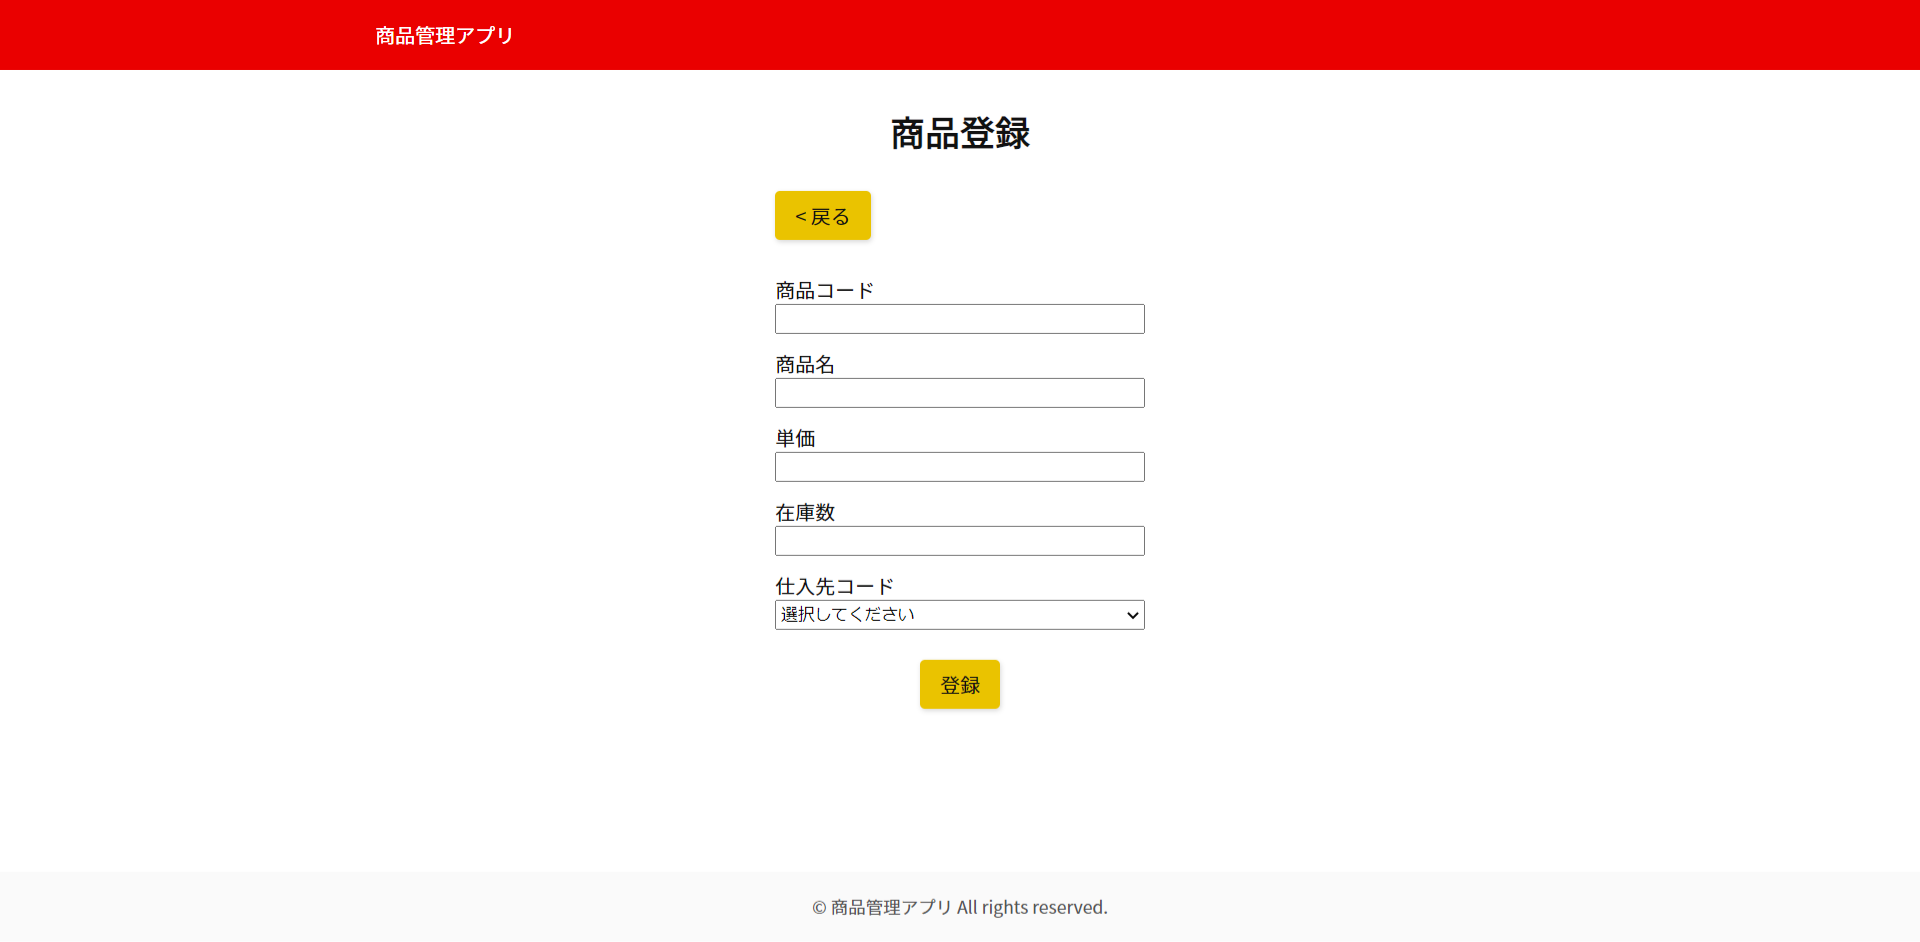 商品管理アプリ
商品登録
< 戻る
商品コード
商品名
単価
在庫数
仕入先コード
選択してください
登録
© 商品管理アプリ All rights reserved.